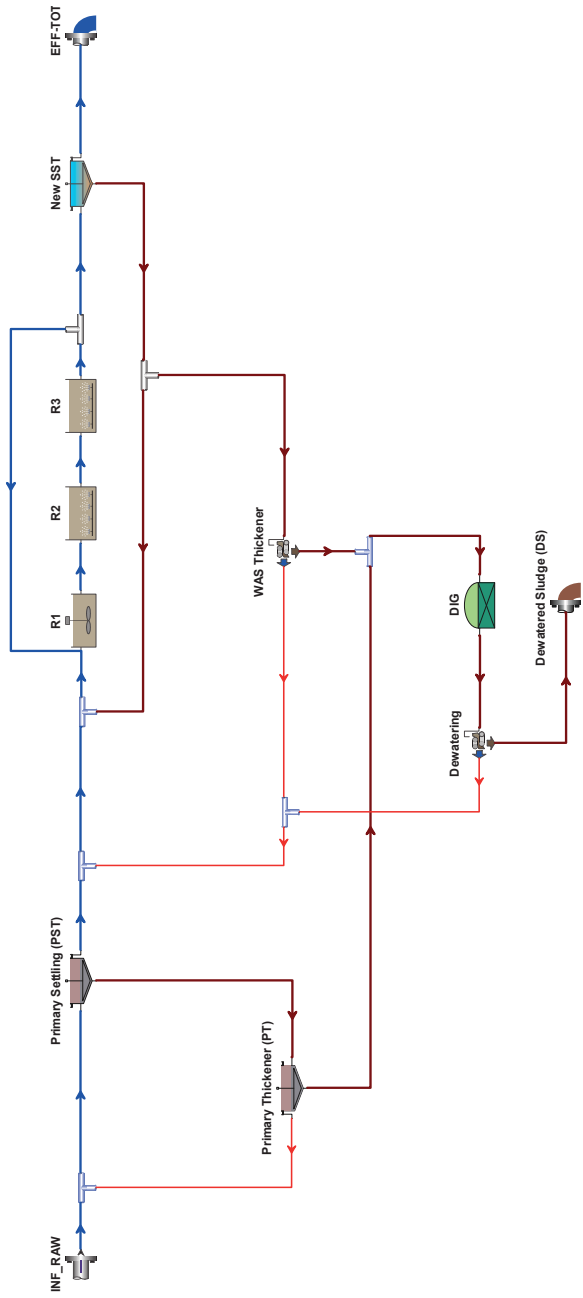 INF_RAW
Primary Settling (PST)
Primary Thickener (PT)
R1
R2
R3
New SST
EFF-TOT
WAS Thickener
DIG
Dewatering
Dewatered Sludge (DS)